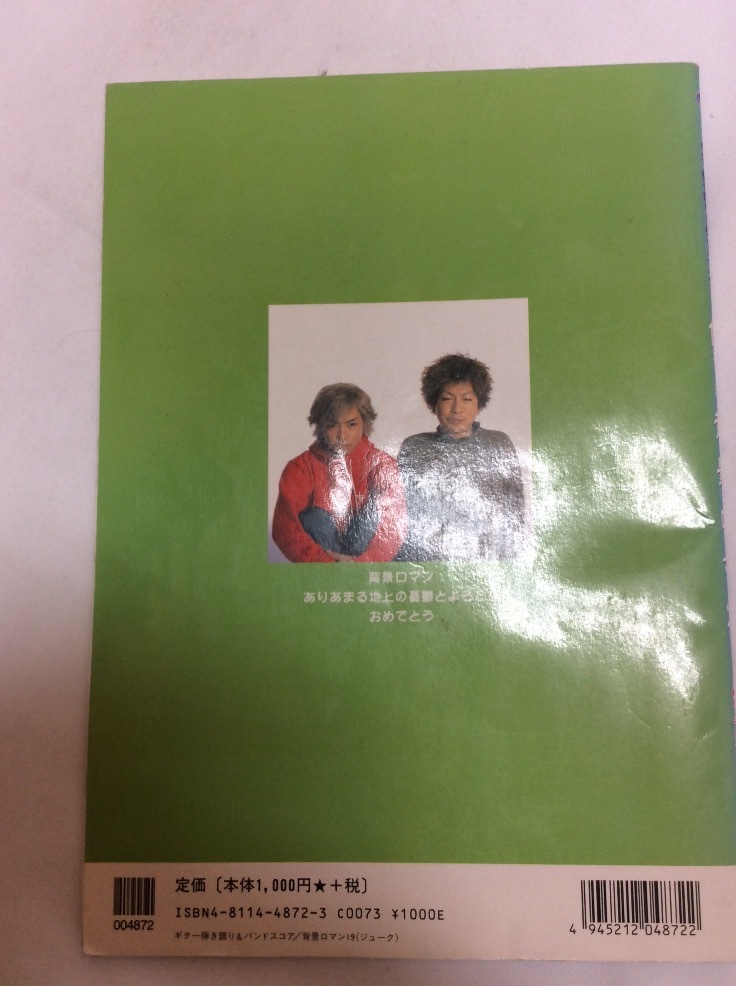 背景ロマン
ありあまる地上の憂鬱と
おめでとう
定価〔本体1,000円★+税〕
ISBN4-8114-4872-3 C0073 ¥1000E
ギター弾き語り&バンドスコア/背景ロマン19(ジューク)
004872
4 945212 048722